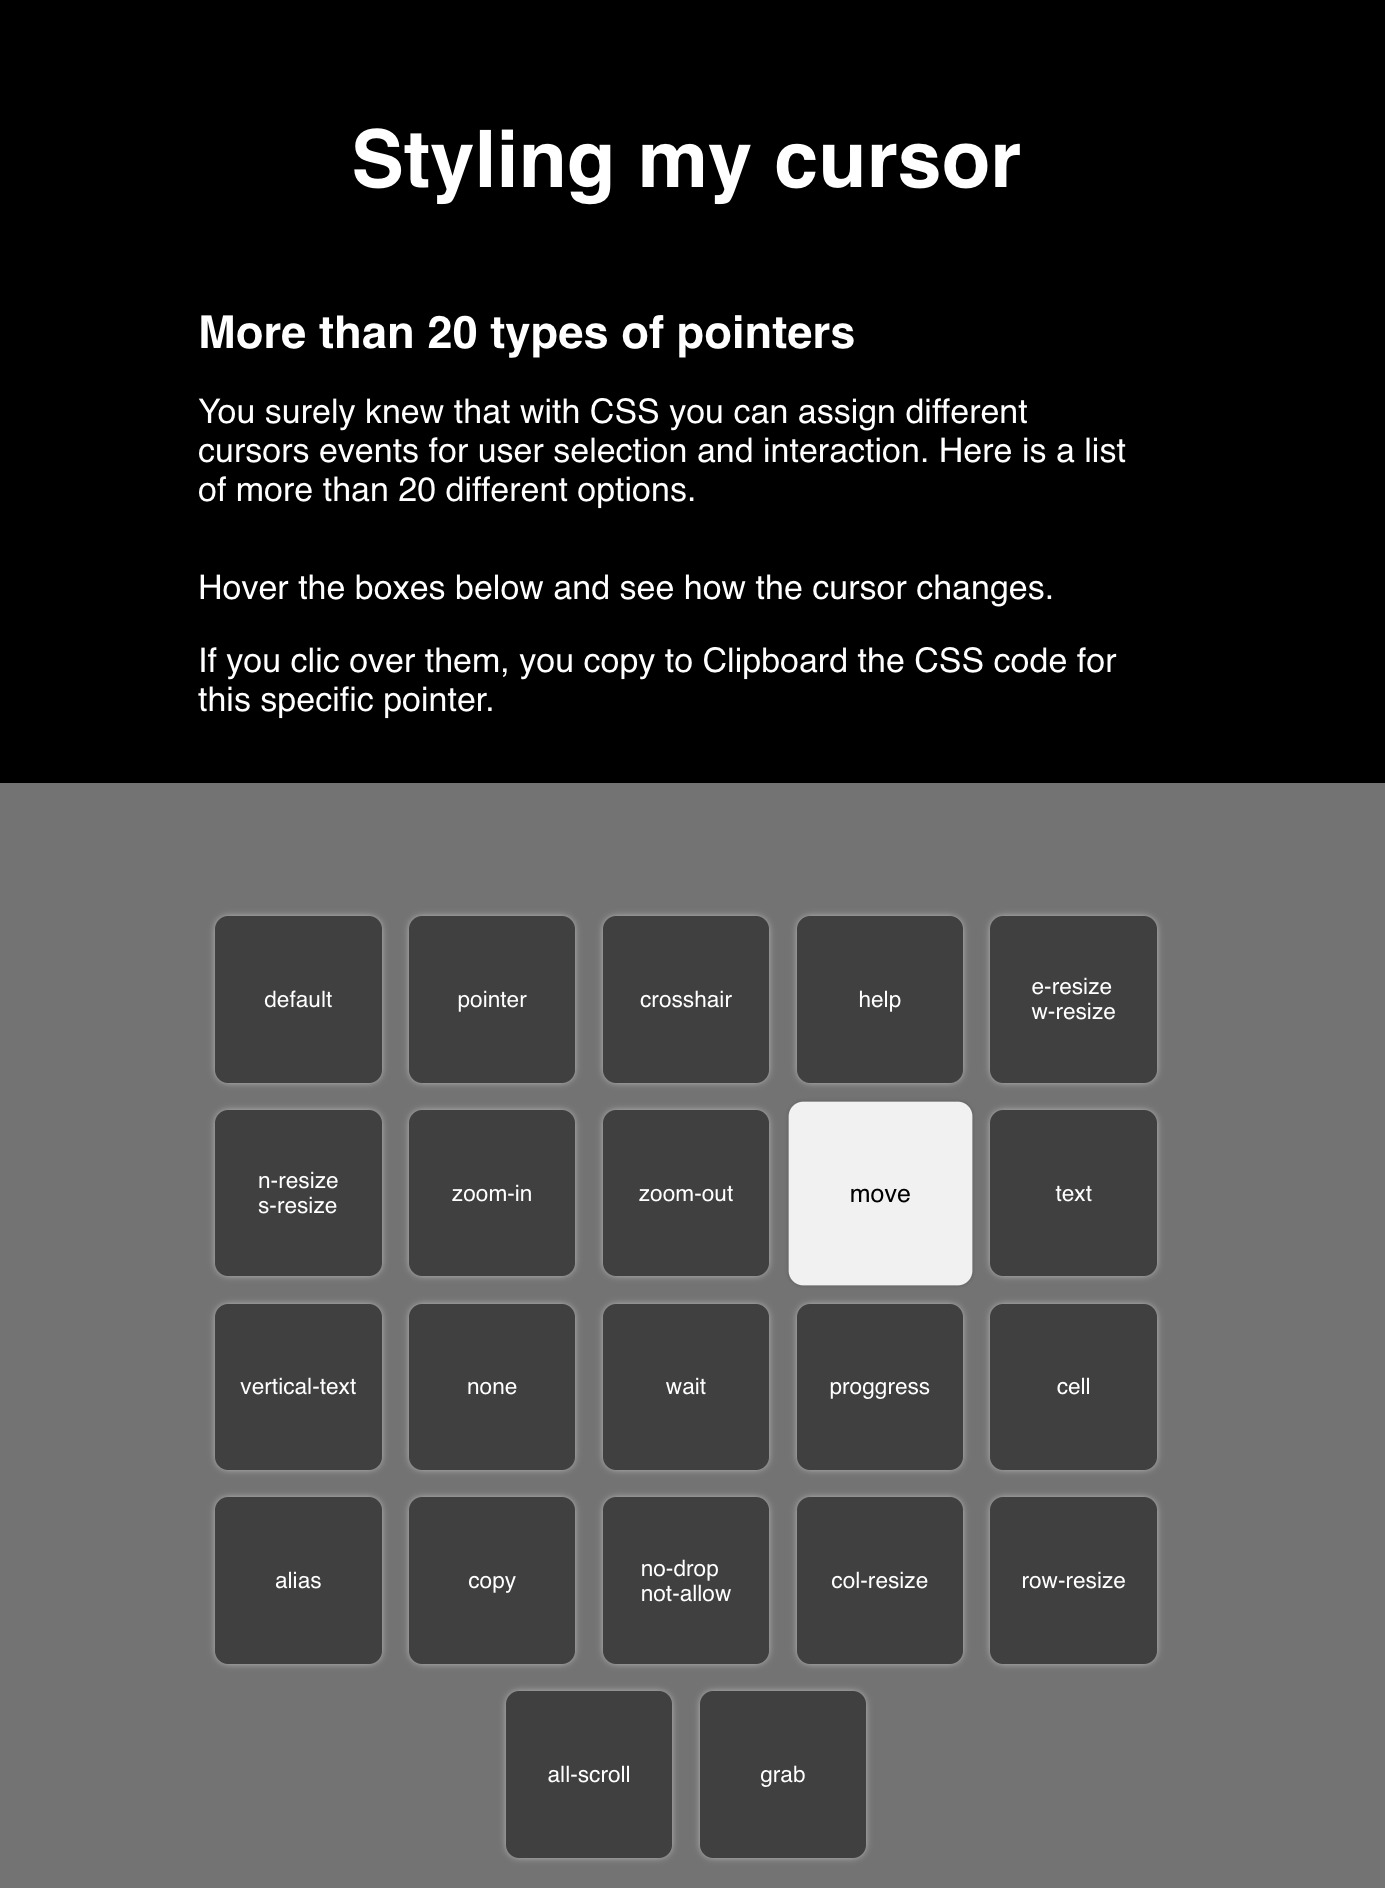 Styling my cursor
More than 20 types of pointers
You surely knew that with CSS you can assign different
cursors events for user selection and interaction. Here is a list
of more than 20 different options.
Hover the boxes below and see how the cursor changes.
If you clic over them, you copy to Clipboard the CSS code for
this specific pointer.
default
pointer
crosshair
help
e-resize
w-resize
n-resize
s-resize
zoom-in
zoom-out
move
text
vertical-text
none
wait
proggress
cell
alias
copy
no-drop
not-allow
col-resize
row-resize
all-scroll
grab